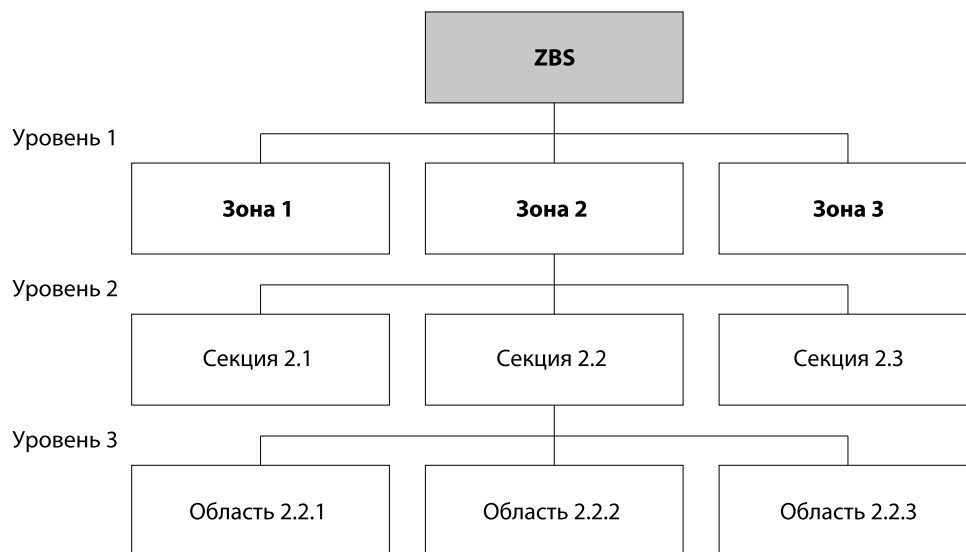 ZBS
Уровень 1
Зона 1
Зона 2
Зона 3
Уровень 2
Секция 2.1
Секция 2.2
Секция 2.3
Уровень 3
Область 2.2.1
Область 2.2.2
Область 2.2.3